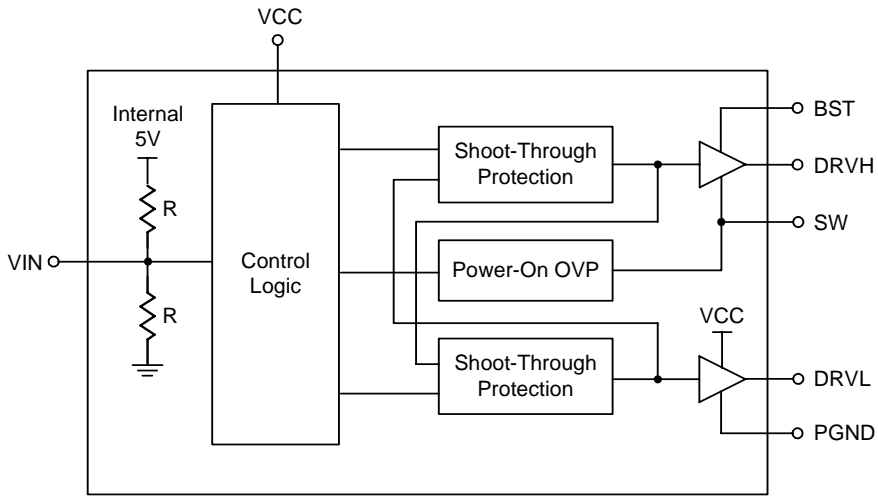 VCC
Internal
5V
R
VIN
R
Control
Logic
Shoot-Through
Protection
Power-On OVP
Shoot-Through
Protection
BST
DRVH
SW
VCC
DRVL
PGND